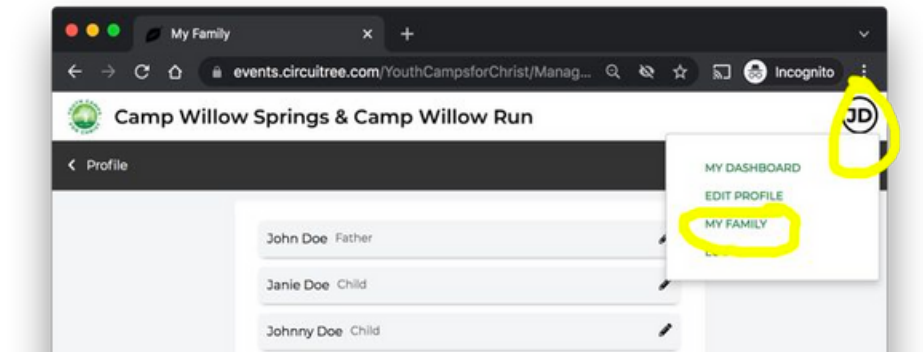 My Family
events.circuitree.com/YouthCampsforChrist/Manag...
Incognito
Camp Willow Springs & Camp Willow Run
JD
Profile
MY DASHBOARD
EDIT PROFILE
MY FAMILY
John Doe Father
Janie Doe Child
Johnny Doe Child